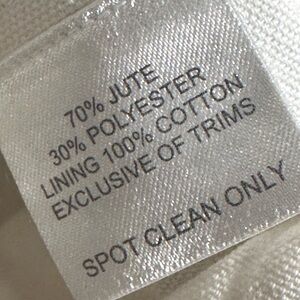 70% JUTE
30% POLYESTER
LINING 100% COTTON
EXCLUSIVE OF TRIMS
SPOT CLEAN ONLY